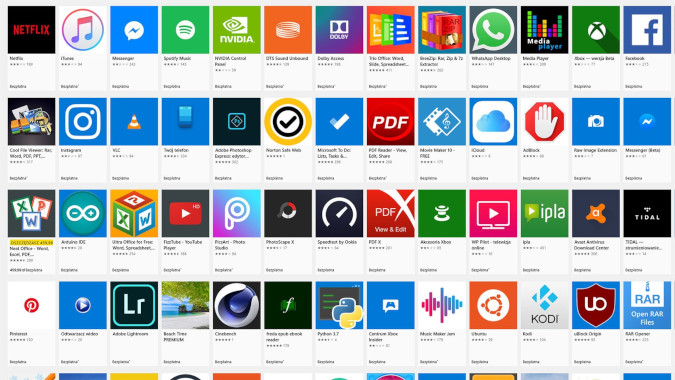 NETFLIX
NVIDIA
DOLBY
RAR
ZIP
Media
player
Netflix
iTunes
Messenger
Spotify Music
NVIDIA Control
Panel
DTS Sound Unbound
Dolby Access
Trio Office: Word,
Slide, Spreadsheet...
BreeZip: Rar, Zip & 7z
Extractor
WhatsApp Desktop
Media Player
Xbox — wersja Beta
Facebook
Bezpłatna
Bezpłatna
Bezpłatna
Bezpłatna
Bezpłatna
Bezpłatna
Bezpłatna
Bezpłatna
Bezpłatna
Bezpłatna
Bezpłatna
Bezpłatna
Bezpłatna
PDF
Cool File Viewer: Rar,
Word, PDF, PPT,...
Instagram
VLC
Twój telefon
Adobe Photoshop
Express: edytor...
Norton Safe Web
Microsoft To Do:
Lists, Tasks &...
PDF Reader - View,
Edit, Share
Movie Maker 10 -
FREE
iCloud
AdBlock
Raw Image Extension
Messenger (Beta)
Bezpłatna
Bezpłatna
Bezpłatna
Bezpłatna
Bezpłatna
Bezpłatna
Bezpłatna
Bezpłatna
Bezpłatna
Bezpłatna
Bezpłatna
Bezpłatna
Bezpłatna
X
P
W
HD
PDF
View & Edit
ipla
TIDAL
Neat Office - Word,
Excel, PDF,...
Arduino IDE
Ultra Office for Free:
Word, Spreadsheet,...
FizzTube - YouTube
Player
PicsArt - Photo
Studio
PhotoScape X
Speedtest by Ookla
PDF X
Akcesoria Xbox
WP Pilot - telewizja
online
ipla
Avast Antivirus
Download Center
TIDAL —
strumieniowanie...
Bezpłatna
Bezpłatna
Bezpłatna
Bezpłatna
Bezpłatna
Bezpłatna
Bezpłatna
Bezpłatna
Bezpłatna
Bezpłatna
Bezpłatna
Bezpłatna
Bezpłatna
Lr
f
KODI
RAR
Open RAR
Files
Pinterest
Odtwarzacz wideo
Adobe Lightroom
Beach Time
PREMIUM
Cinebench
freda epub ebook
reader
Python 3.7
Centrum Xbox
Insider
Music Maker Jam
Ubuntu
Kodi
uBlock Origin
RAR Opener
Bezpłatna
Bezpłatna
Bezpłatna
Bezpłatna
Bezpłatna
Bezpłatna
Bezpłatna
Bezpłatna
Bezpłatna
Bezpłatna
Bezpłatna
Bezpłatna
Bezpłatna